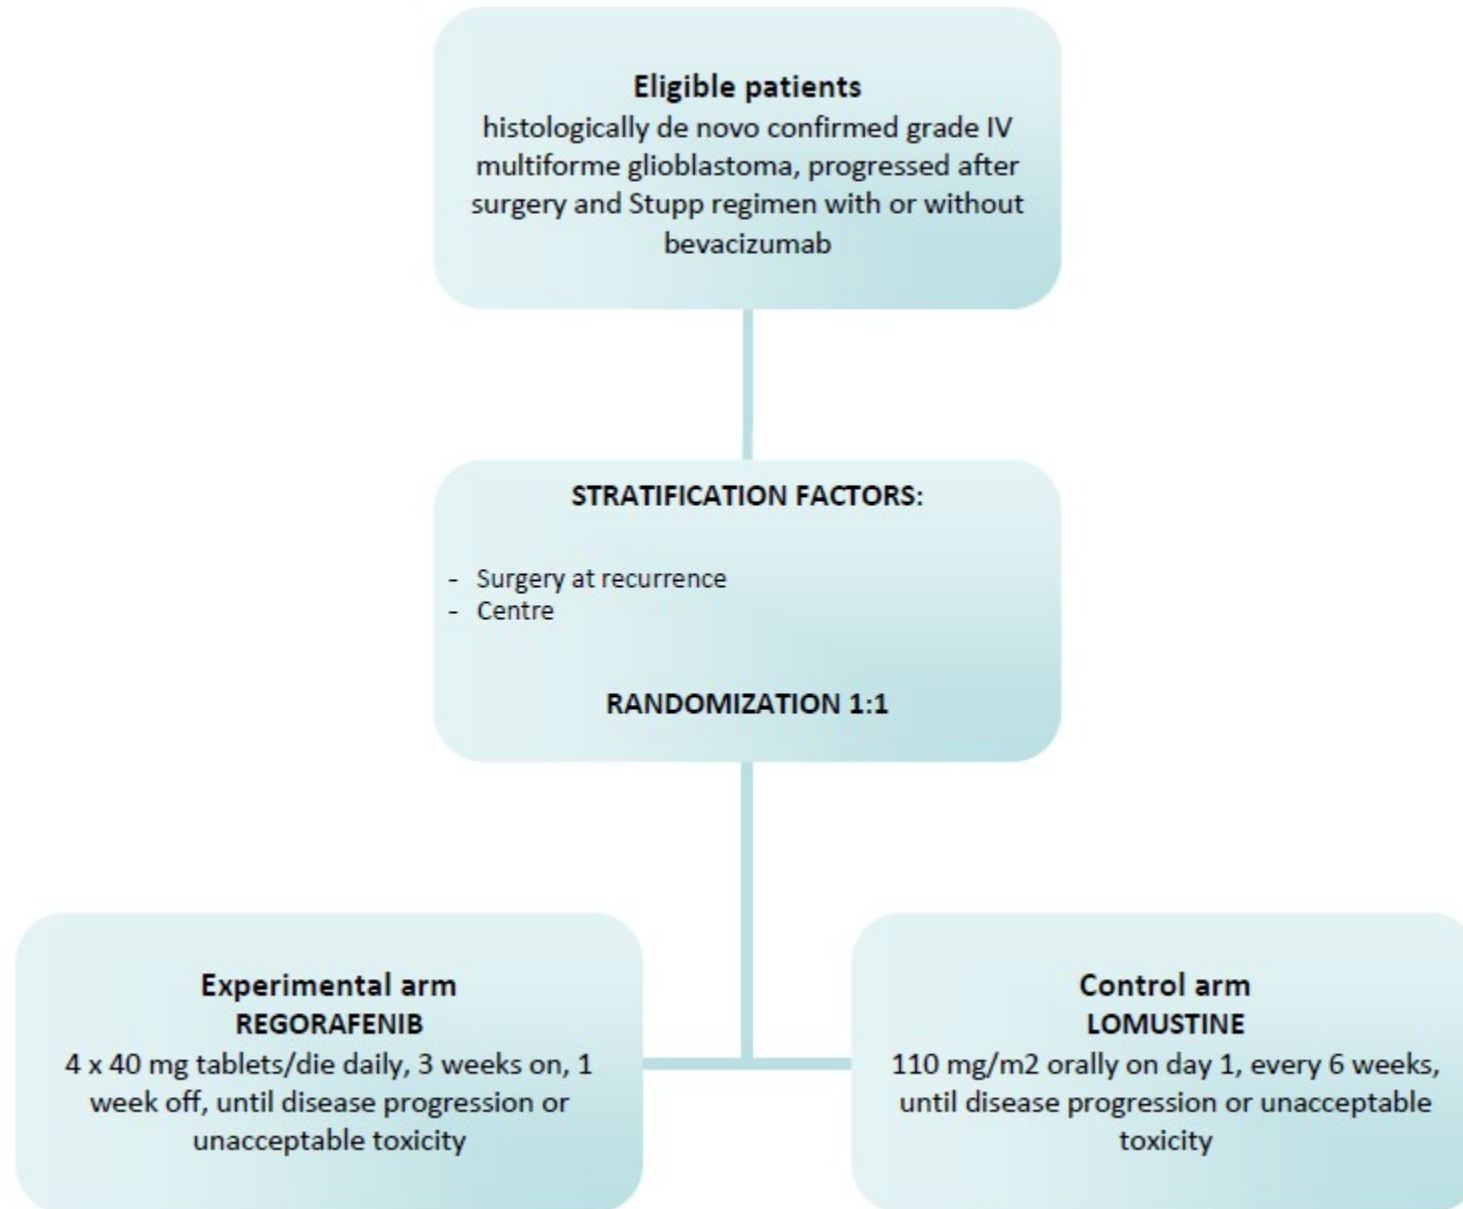 Eligible patients
histologically de novo confirmed grade IV
multiforme glioblastoma, progressed after
surgery and Stupp regimen with or without
bevacizumab
STRATIFICATION FACTORS:
- Surgery at recurrence
- Centre
RANDOMIZATION 1:1
Experimental arm
REGORAFENIB
4 x 40 mg tablets/die daily, 3 weeks on, 1
week off, until disease progression or
unacceptable toxicity
Control arm
LOMUSTINE
110 mg/m2 orally on day 1, every 6 weeks,
until disease progression or unacceptable
toxicity